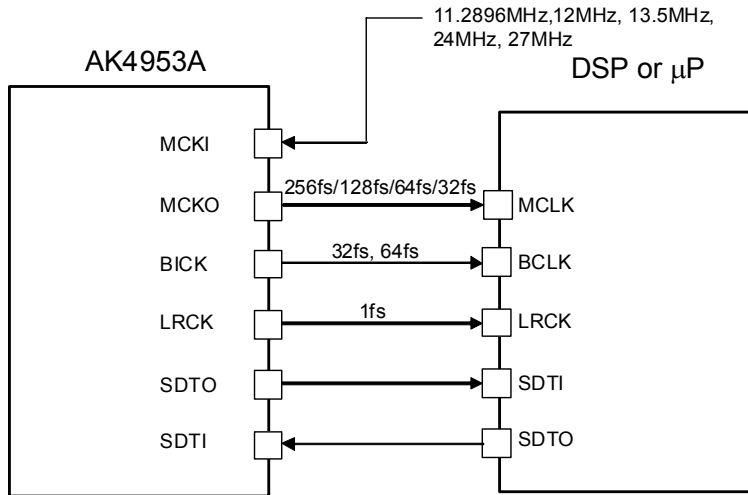 11.2896MHz,12MHz, 13.5MHz,
24MHz, 27MHz
AK4953A
DSP or μP
MCKI
MCKO
256fs/128fs/64fs/32fs
MCLK
BICK
32fs, 64fs
BCLK
LRCK
1fs
LRCK
SDTO
SDTI
SDTI
SDTO